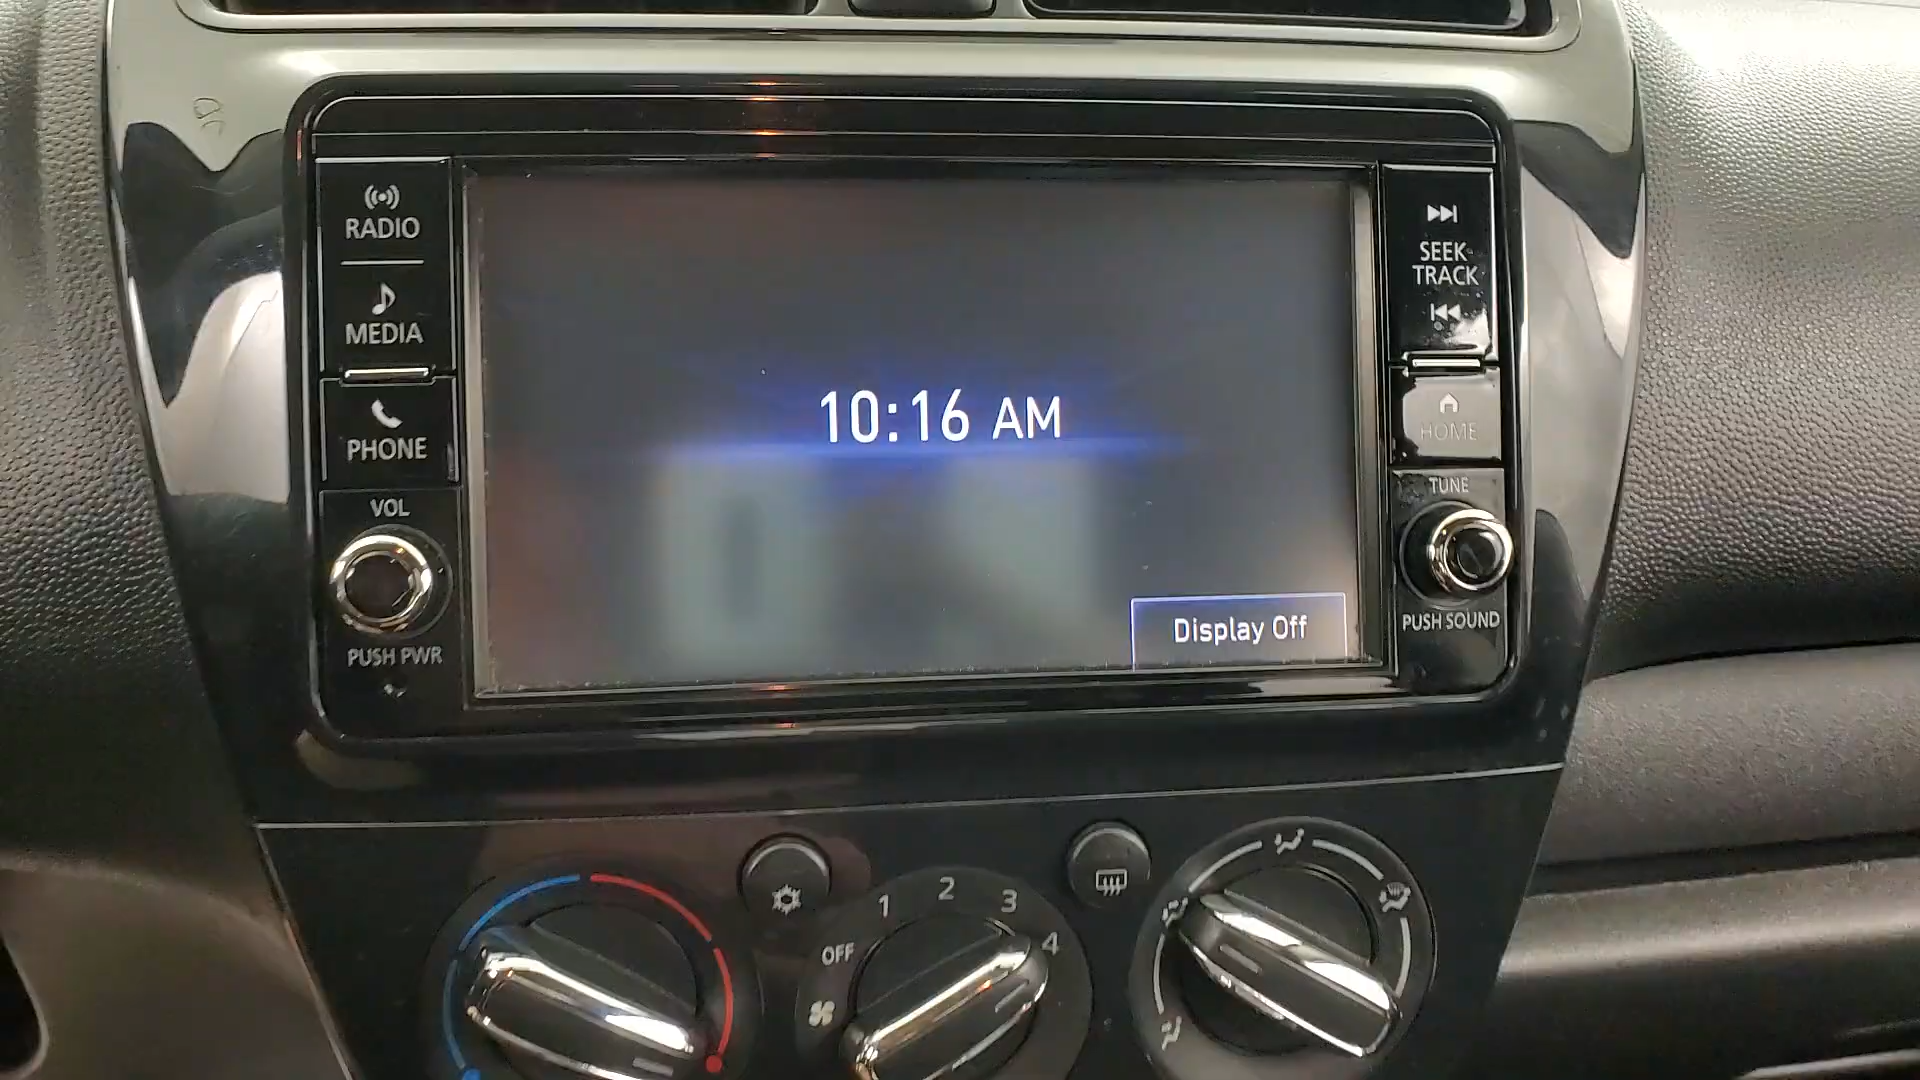 RADIO
MEDIA
PHONE
VOL
PUSH PWR
10:16 AM
Display Off
SEEK
TRACK
HOME
TUNE
PUSH SOUND
OFF
1
2
3
4